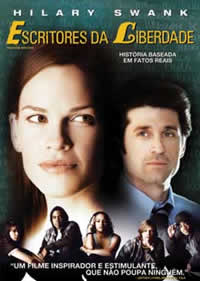 HILARY SWANK
ESCRITORES DA LIBERDADE
HISTÓRIA BASEADA
EM FATOS REAIS
"UM FILME INSPIRADOR E ESTIMULANTE,
QUE NÃO POUPA NINGUÉM."